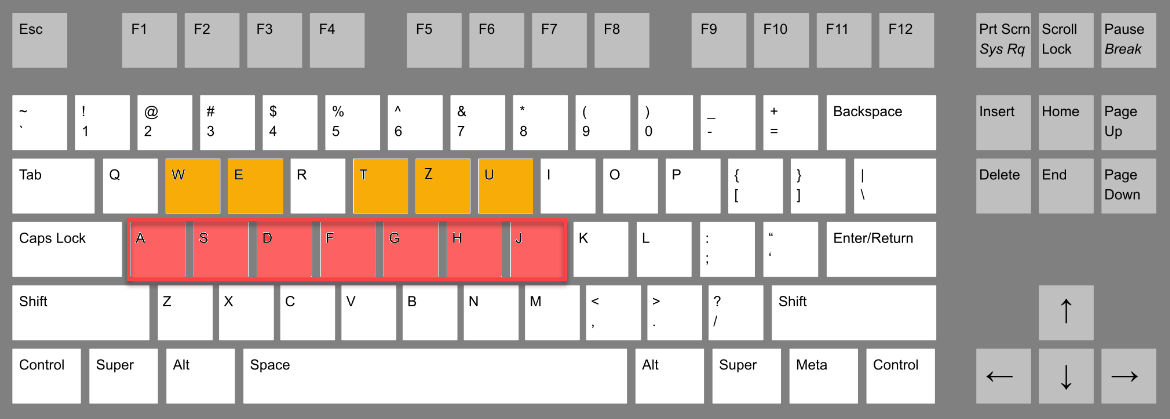 Esc F1 F2 F3 F4 F5 F6 F7 F8 F9 F10 F11 F12 Prt Scrn Scroll Pause
Sys Rq Lock Break
~ ! @ # $ % ^ & * ( ) _ + Backspace Insert Home Page
` 1 2 3 4 5 6 7 8 9 0 - = Up
Tab Q W E R T Z U I O P { } | Delete End Page
[ ] \ Down
Caps Lock A S D F G H J K L : “ Enter/Return
; ‘
Shift Z X C V B N M < > ? Shift ↑
, . /
Control Super Alt Space Alt Super Meta Control ← ↓ →